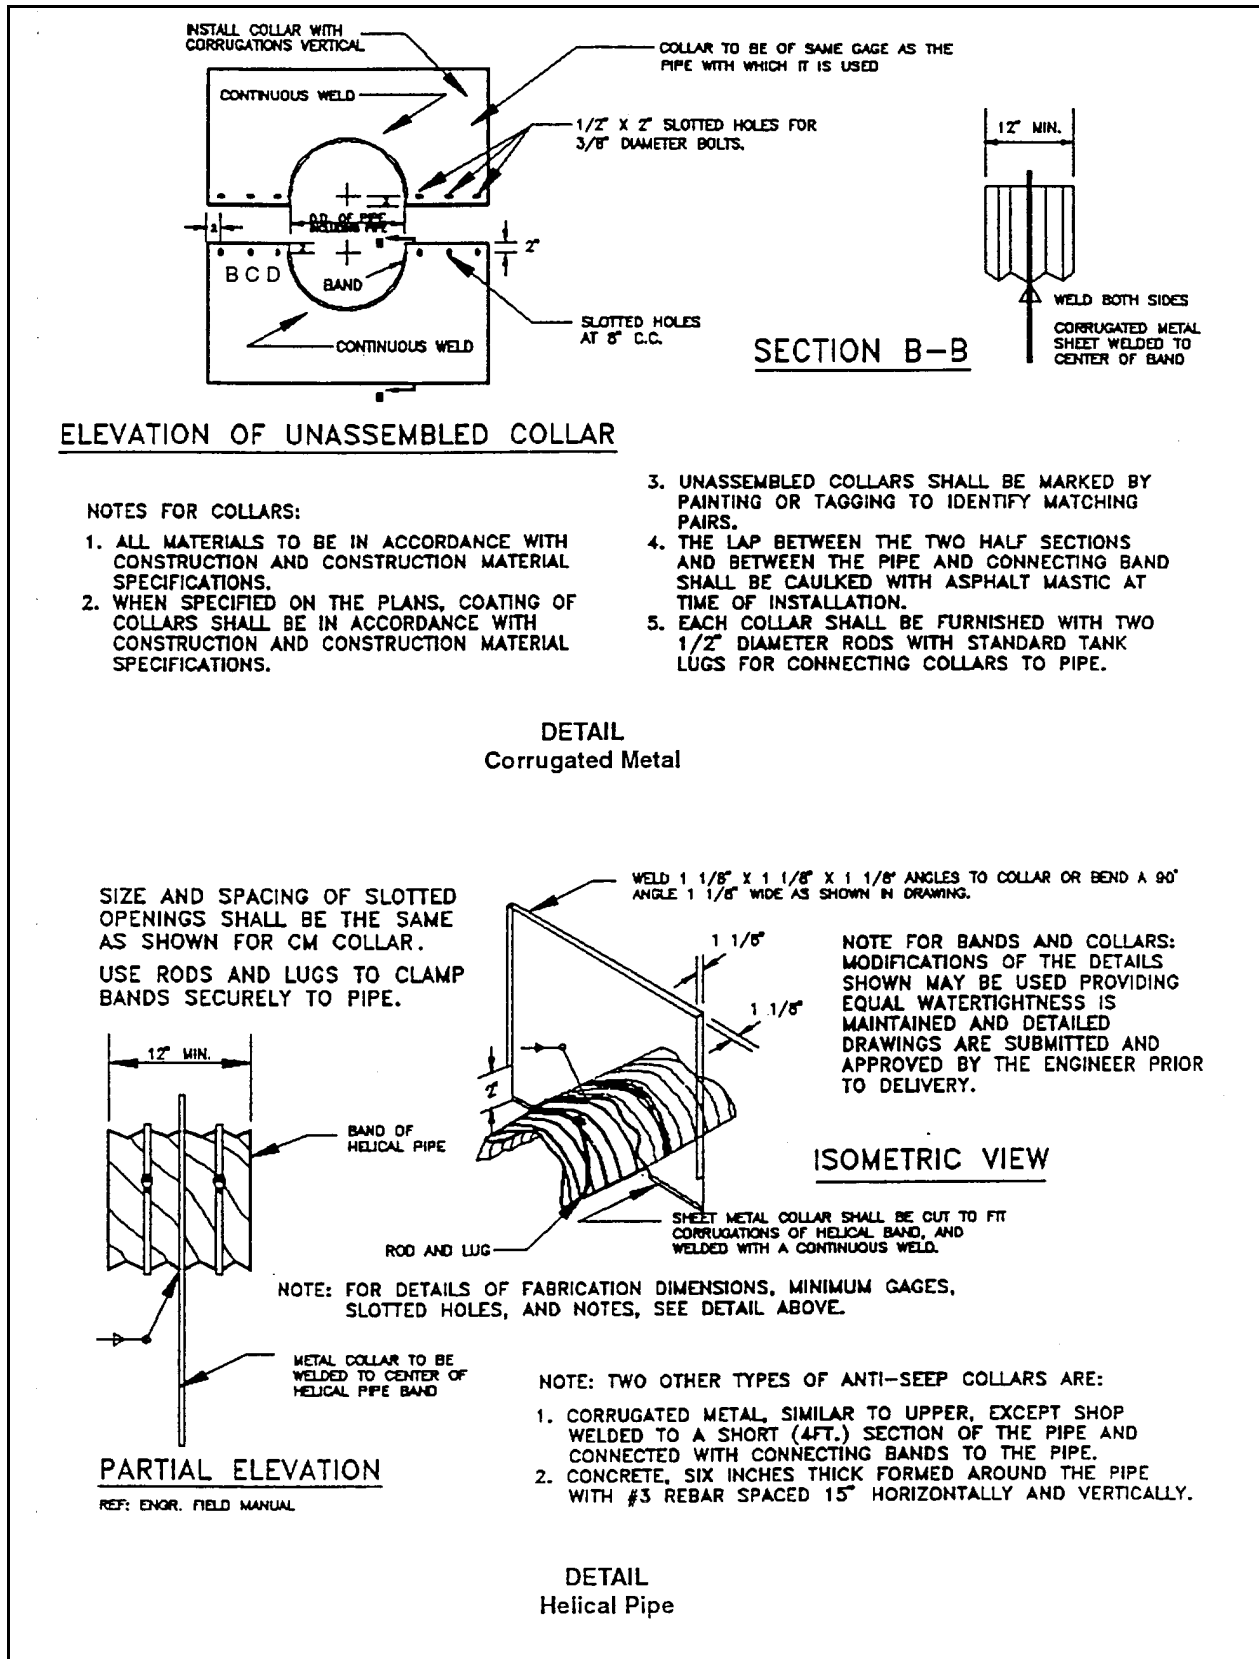 INSTALL COLLAR WITH
CORRUGATIONS VERTICAL
COLLAR TO BE OF SAME GAGE AS THE
PIPE WITH WHICH IT IS USED
CONTINUOUS WELD
1/2" X 2" SLOTTED HOLES FOR
3/8" DIAMETER BOLTS.
O.D. OF PIPE
INCLUDING PIPE
2"
B C D
BAND
SLOTTED HOLES
AT 8" C.C.
CONTINUOUS WELD
12" MIN.
WELD BOTH SIDES
CORRUGATED METAL
SHEET WELDED TO
CENTER OF BAND
SECTION B-B
ELEVATION OF UNASSEMBLED COLLAR
NOTES FOR COLLARS:
1. ALL MATERIALS TO BE IN ACCORDANCE WITH
CONSTRUCTION AND CONSTRUCTION MATERIAL
SPECIFICATIONS.
2. WHEN SPECIFIED ON THE PLANS, COATING OF
COLLARS SHALL BE IN ACCORDANCE WITH
CONSTRUCTION AND CONSTRUCTION MATERIAL
SPECIFICATIONS.
3. UNASSEMBLED COLLARS SHALL BE MARKED BY
PAINTING OR TAGGING TO IDENTIFY MATCHING
PAIRS.
4. THE LAP BETWEEN THE TWO HALF SECTIONS
AND BETWEEN THE PIPE AND CONNECTING BAND
SHALL BE CAULKED WITH ASPHALT MASTIC AT
TIME OF INSTALLATION.
5. EACH COLLAR SHALL BE FURNISHED WITH TWO
1/2" DIAMETER RODS WITH STANDARD TANK
LUGS FOR CONNECTING COLLARS TO PIPE.
DETAIL
Corrugated Metal
SIZE AND SPACING OF SLOTTED
OPENINGS SHALL BE THE SAME
AS SHOWN FOR CM COLLAR.
USE RODS AND LUGS TO CLAMP
BANDS SECURELY TO PIPE.
12" MIN.
BAND OF
HELICAL PIPE
WELD 1 1/8" X 1 1/8" X 1 1/8" ANGLES TO COLLAR OR BEND A 90°
ANGLE 1 1/8" WIDE AS SHOWN IN DRAWING.
1 1/8"
1 1/8"
2"
NOTE FOR BANDS AND COLLARS:
MODIFICATIONS OF THE DETAILS
SHOWN MAY BE USED PROVIDING
EQUAL WATERTIGHTNESS IS
MAINTAINED AND DETAILED
DRAWINGS ARE SUBMITTED AND
APPROVED BY THE ENGINEER PRIOR
TO DELIVERY.
ISOMETRIC VIEW
SHEET METAL COLLAR SHALL BE CUT TO FIT
CORRUGATIONS OF HELICAL BAND, AND
WELDED WITH A CONTINUOUS WELD.
ROD AND LUG
NOTE: FOR DETAILS OF FABRICATION DIMENSIONS, MINIMUM GAGES,
SLOTTED HOLES, AND NOTES, SEE DETAIL ABOVE.
METAL COLLAR TO BE
WELDED TO CENTER OF
HELICAL PIPE BAND
PARTIAL ELEVATION
REF: ENGR. FIELD MANUAL
NOTE: TWO OTHER TYPES OF ANTI-SEEP COLLARS ARE:
1. CORRUGATED METAL, SIMILAR TO UPPER, EXCEPT SHOP
WELDED TO A SHORT (4FT.) SECTION OF THE PIPE AND
CONNECTED WITH CONNECTING BANDS TO THE PIPE.
2. CONCRETE, SIX INCHES THICK FORMED AROUND THE PIPE
WITH #3 REBAR SPACED 15" HORIZONTALLY AND VERTICALLY.
DETAIL
Helical Pipe